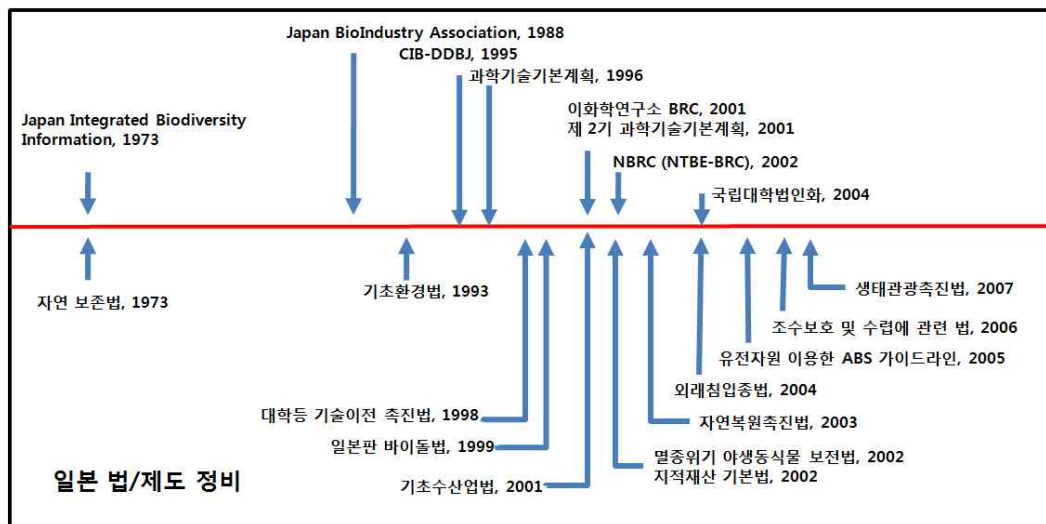 Japan BioIndustry Association, 1988
CIB-DDBJ, 1995
과학기술기본계획, 1996
Japan Integrated Biodiversity
Information, 1973
이화학연구소 BRC, 2001
제 2기 과학기술기본계획, 2001
NBRC (NTBE-BRC), 2002
국립대학법인화, 2004
자연 보존법, 1973
기초환경법, 1993
생태관광촉진법, 2007
조수보호 및 수렵에 관련 법, 2006
유전자원 이용한 ABS 가이드라인, 2005
외래침입종법, 2004
대학등 기술이전 촉진법, 1998
자연복원촉진법, 2003
일본판 바이돌법, 1999
멸종위기 야생동식물 보전법, 2002
지적재산 기본법, 2002
기초수산업법, 2001
일본 법/제도 정비